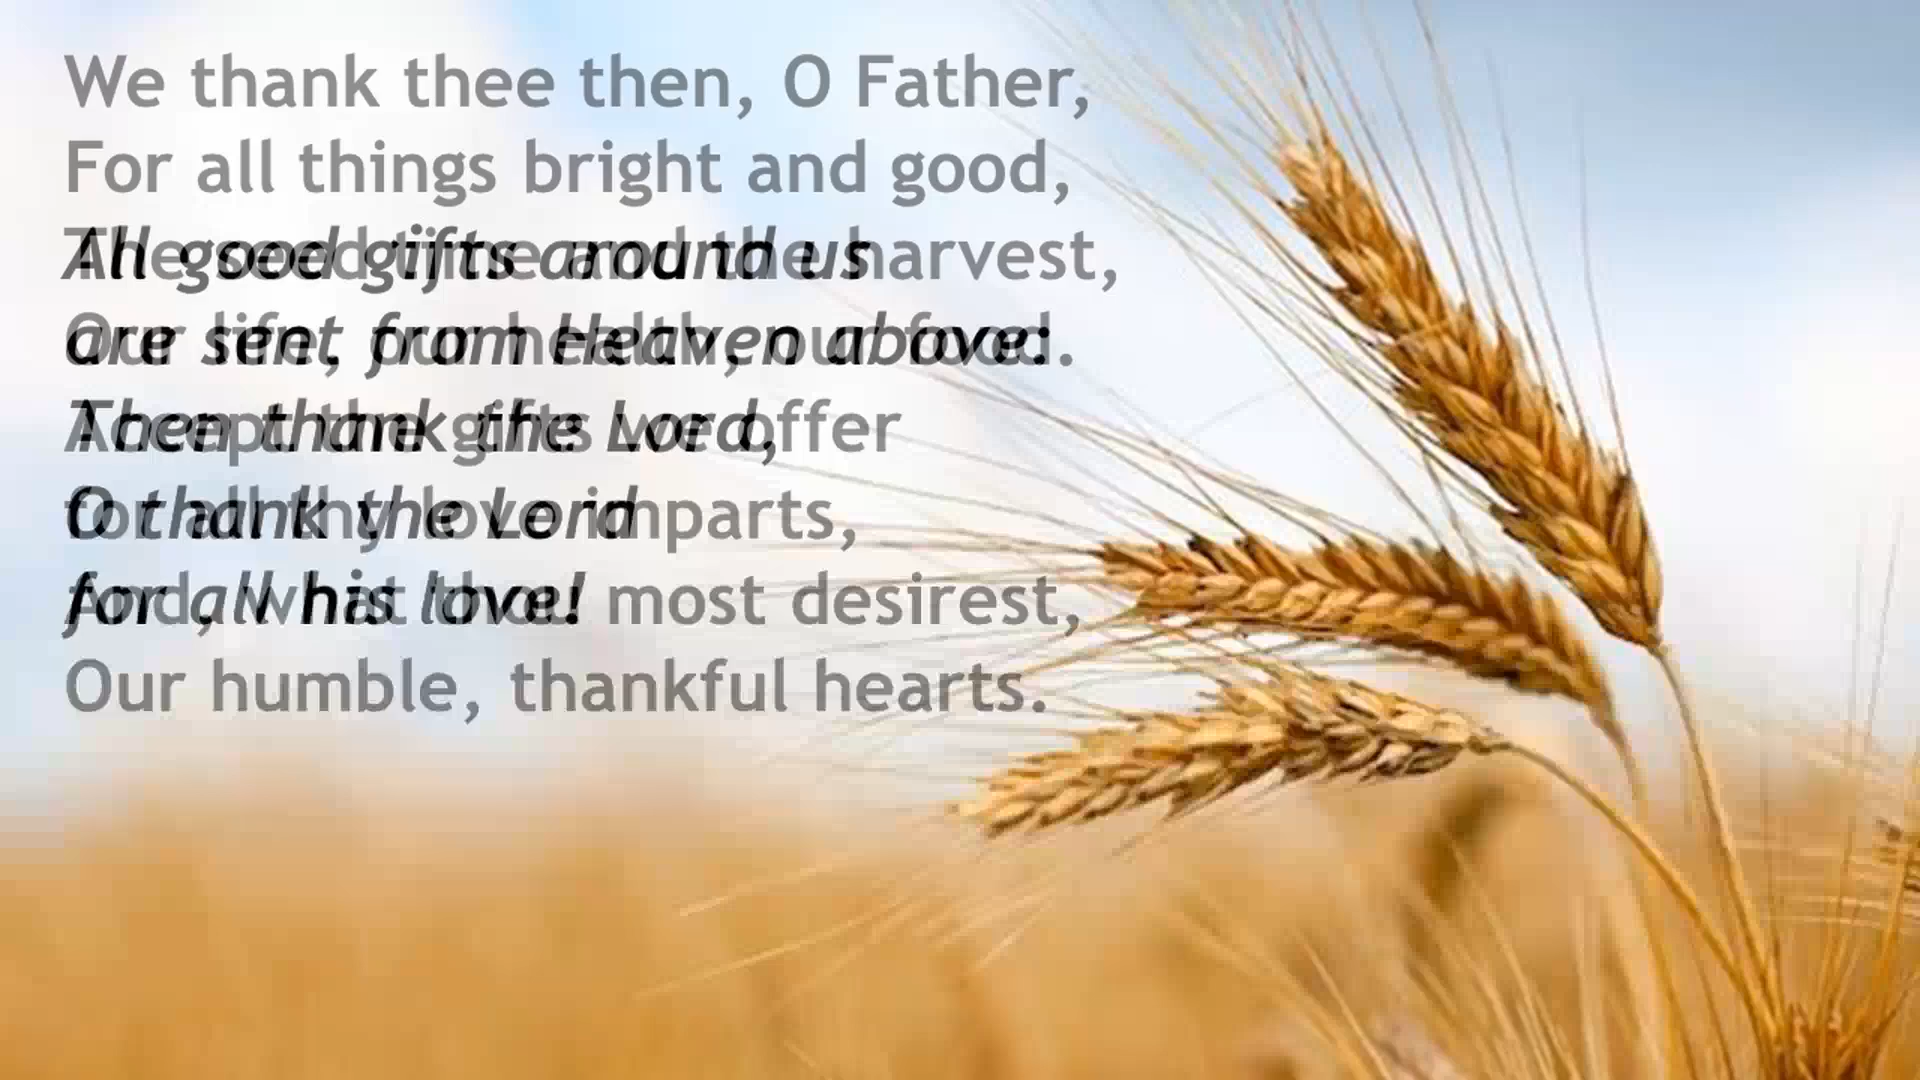 We thank thee then, O Father,
For all things bright and good,
The seed time and the harvest,
Our life, our health, our food.
Accept the gifts we offer
for all thy love imparts,
And, what thou most desirest,
Our humble, thankful hearts.
All good gifts around us
are sent from Heaven above:
Then thank the Lord,
O thank the Lord
for all his love!